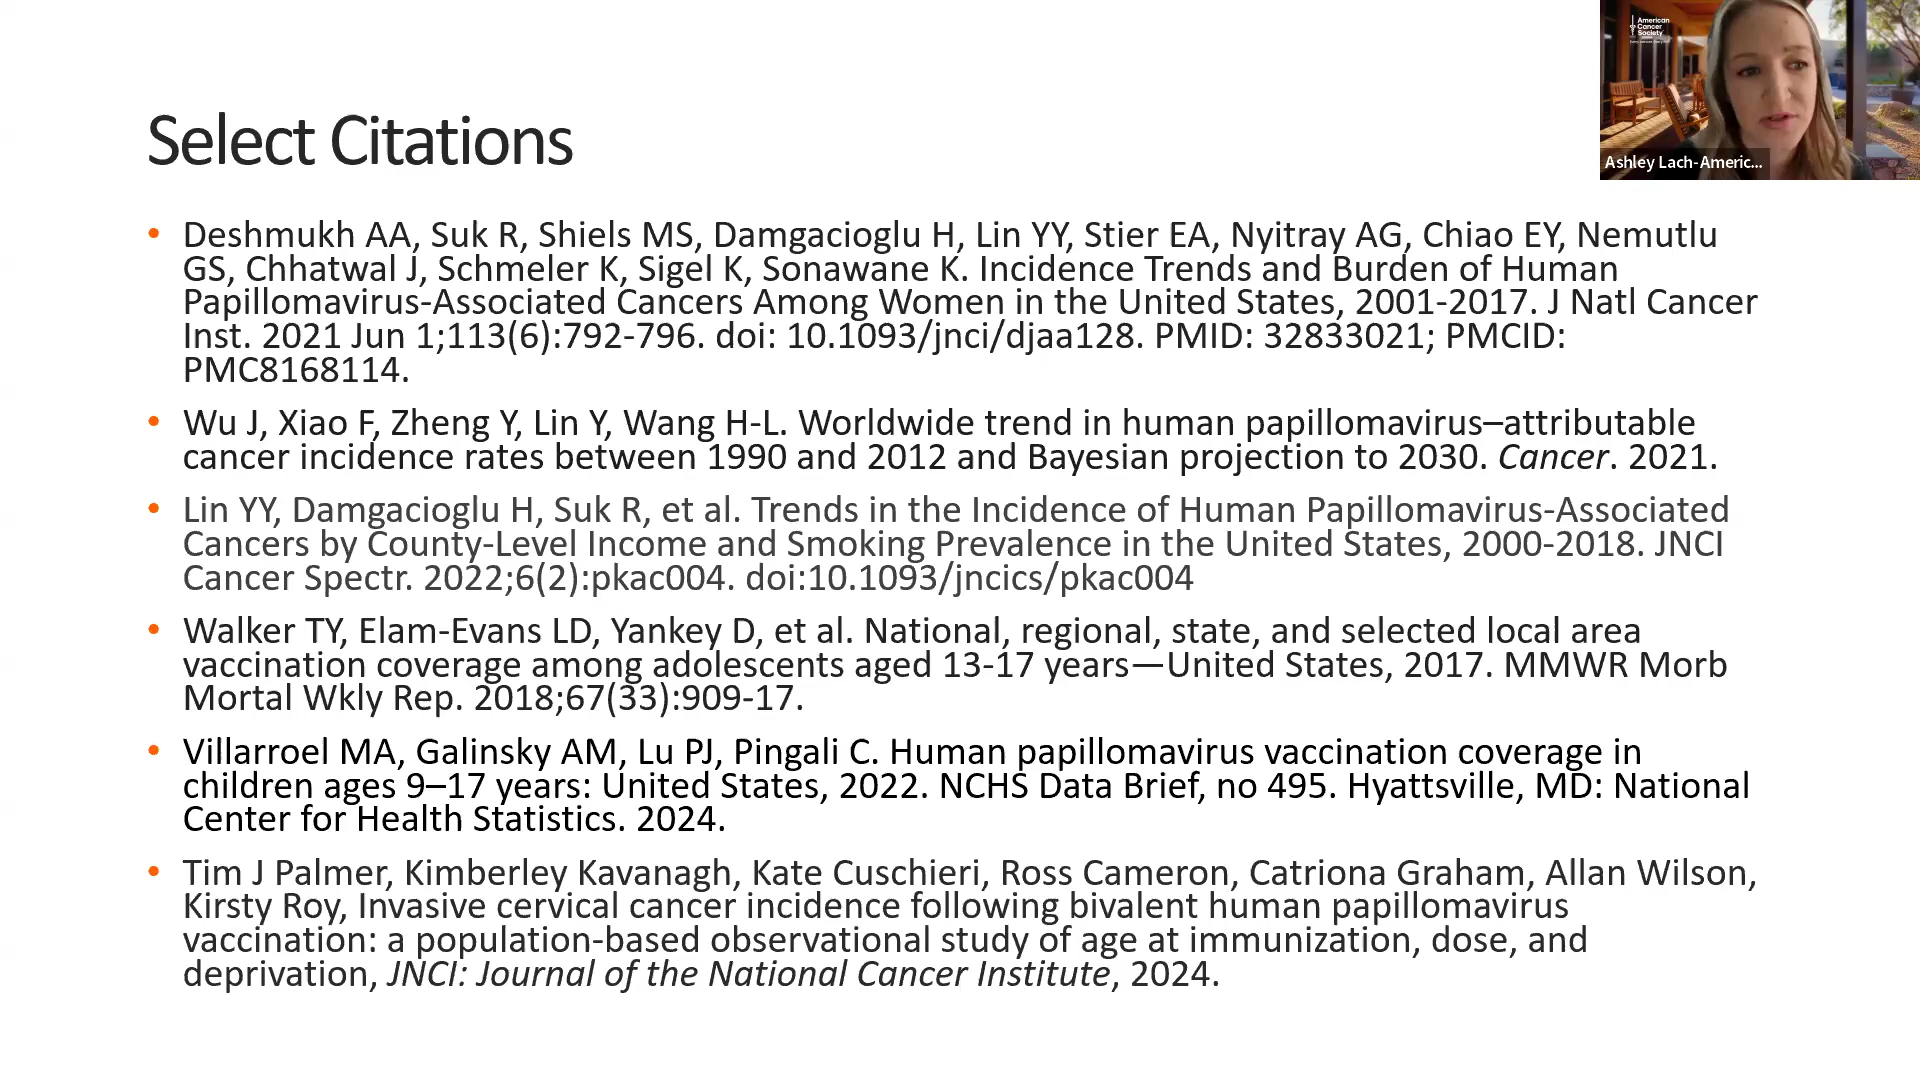 American
Cancer
Society
Ashley Lach-Americ...
Select Citations
• Deshmukh AA, Suk R, Shiels MS, Damgacioglu H, Lin YY, Stier EA, Nyitray AG, Chiao EY, Nemutlu
GS, Chhatwal J, Schmeler K, Sigel K, Sonawane K. Incidence Trends and Burden of Human
Papillomavirus-Associated Cancers Among Women in the United States, 2001-2017. J Natl Cancer
Inst. 2021 Jun 1;113(6):792-796. doi: 10.1093/jnci/djaa128. PMID: 32833021; PMCID:
PMC8168114.
• Wu J, Xiao F, Zheng Y, Lin Y, Wang H-L. Worldwide trend in human papillomavirus–attributable
cancer incidence rates between 1990 and 2012 and Bayesian projection to 2030. Cancer. 2021.
• Lin YY, Damgacioglu H, Suk R, et al. Trends in the Incidence of Human Papillomavirus-Associated
Cancers by County-Level Income and Smoking Prevalence in the United States, 2000-2018. JNCI
Cancer Spectr. 2022;6(2):pkac004. doi:10.1093/jncics/pkac004
• Walker TY, Elam-Evans LD, Yankey D, et al. National, regional, state, and selected local area
vaccination coverage among adolescents aged 13-17 years—United States, 2017. MMWR Morb
Mortal Wkly Rep. 2018;67(33):909-17.
• Villarroel MA, Galinsky AM, Lu PJ, Pingali C. Human papillomavirus vaccination coverage in
children ages 9–17 years: United States, 2022. NCHS Data Brief, no 495. Hyattsville, MD: National
Center for Health Statistics. 2024.
• Tim J Palmer, Kimberley Kavanagh, Kate Cuschieri, Ross Cameron, Catriona Graham, Allan Wilson,
Kirsty Roy, Invasive cervical cancer incidence following bivalent human papillomavirus
vaccination: a population-based observational study of age at immunization, dose, and
deprivation, JNCI: Journal of the National Cancer Institute, 2024.